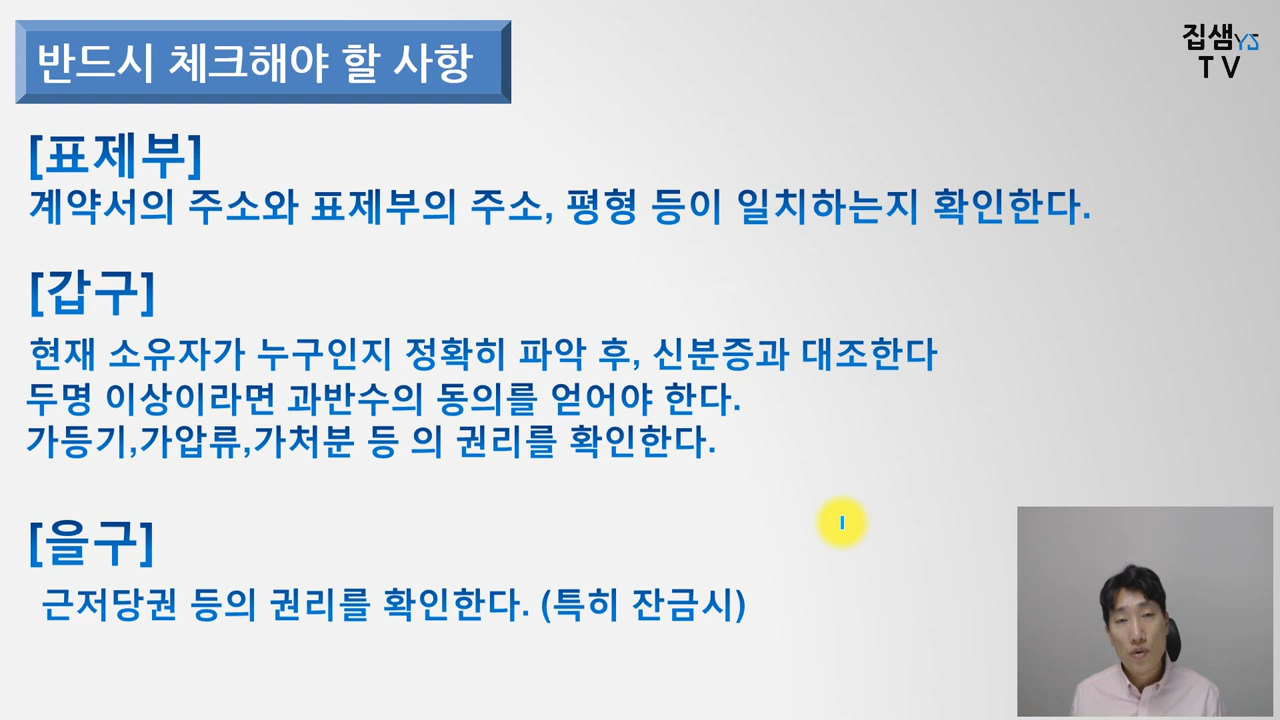 반드시 체크해야 할 사항
집샘YS
TV
[표제부]
계약서의 주소와 표제부의 주소, 평형 등이 일치하는지 확인한다.
[갑구]
현재 소유자가 누구인지 정확히 파악 후, 신분증과 대조한다
두명 이상이라면 과반수의 동의를 얻어야 한다.
가등기,가압류,가처분 등 의 권리를 확인한다.
[을구]
근저당권 등의 권리를 확인한다. (특히 잔금시)